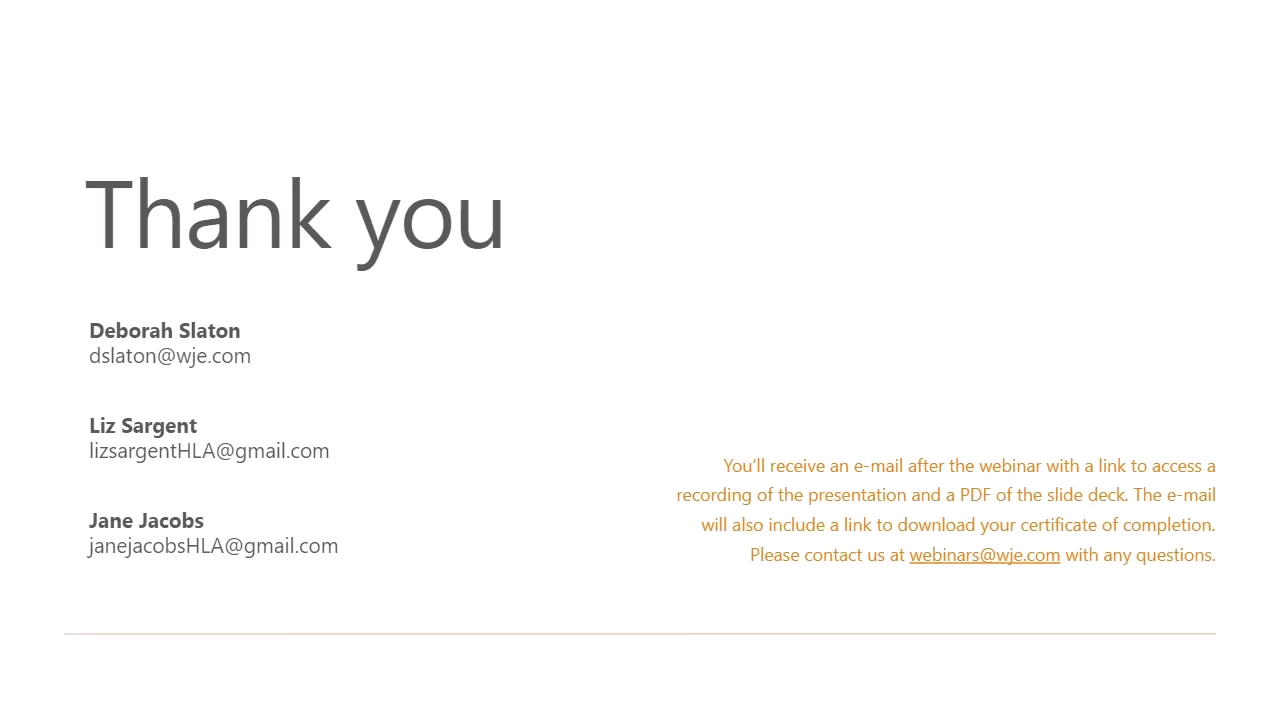 Thank you
Deborah Slaton
dslaton@wje.com
Liz Sargent
lizsargentHLA@gmail.com
Jane Jacobs
janejacobsHLA@gmail.com
You’ll receive an e-mail after the webinar with a link to access a
recording of the presentation and a PDF of the slide deck. The e-mail
will also include a link to download your certificate of completion.
Please contact us at webinars@wje.com with any questions.